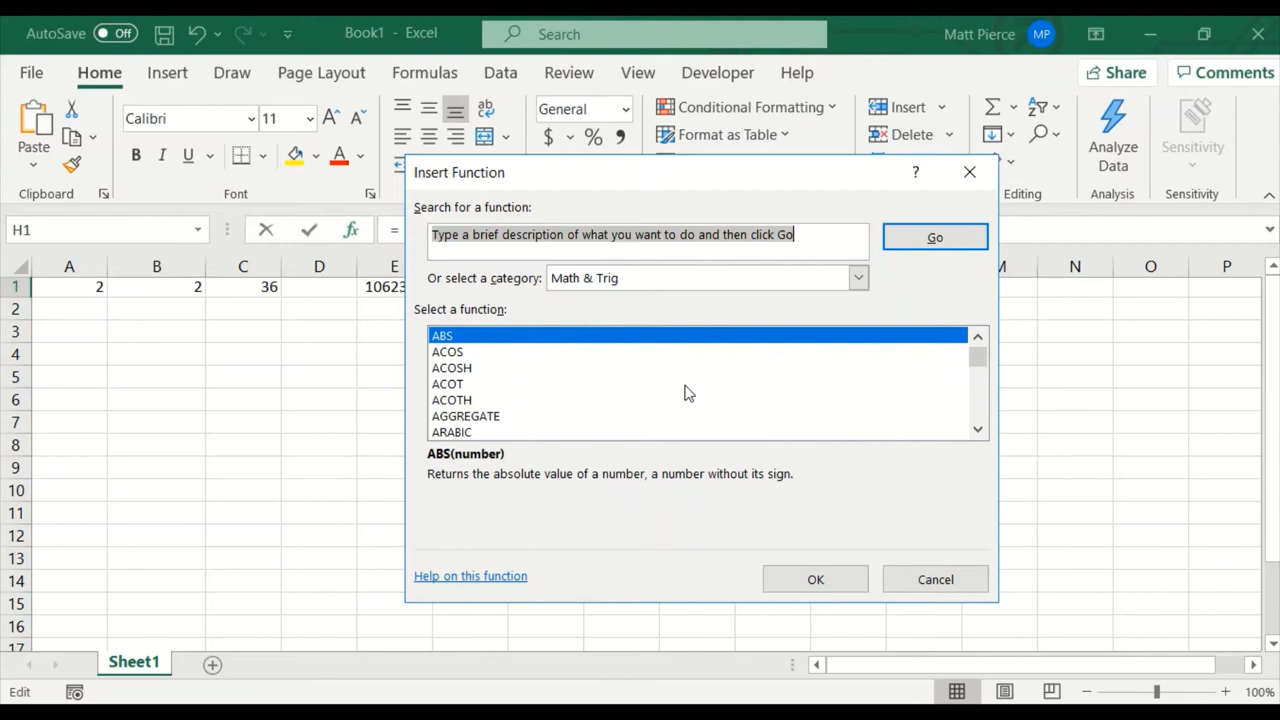 AutoSave Off Book1 - Excel Search Matt Pierce MP
File Home Insert Draw Page Layout Formulas Data Review View Developer Help Share Comments
Paste
Clipboard
Calibri 11
B I U A
Font
General
$ % ,
Conditional Formatting
Format as Table
Insert
Delete
Editing
Analyze Data
Analysis
Sensitivity
Sensitivity
H1 fx =
A B C D E M N O P
1 2 2 36 10623
2
3
4
5
6
7
8
9
10
11
12
13
14
15
16
17
Insert Function ?
Search for a function:
Type a brief description of what you want to do and then click Go
Go
Or select a category: Math & Trig
Select a function:
ABS
ACOS
ACOSH
ACOT
ACOTH
AGGREGATE
ARABIC
ABS(number)
Returns the absolute value of a number, a number without its sign.
Help on this function
OK Cancel
Sheet1
Edit 100%